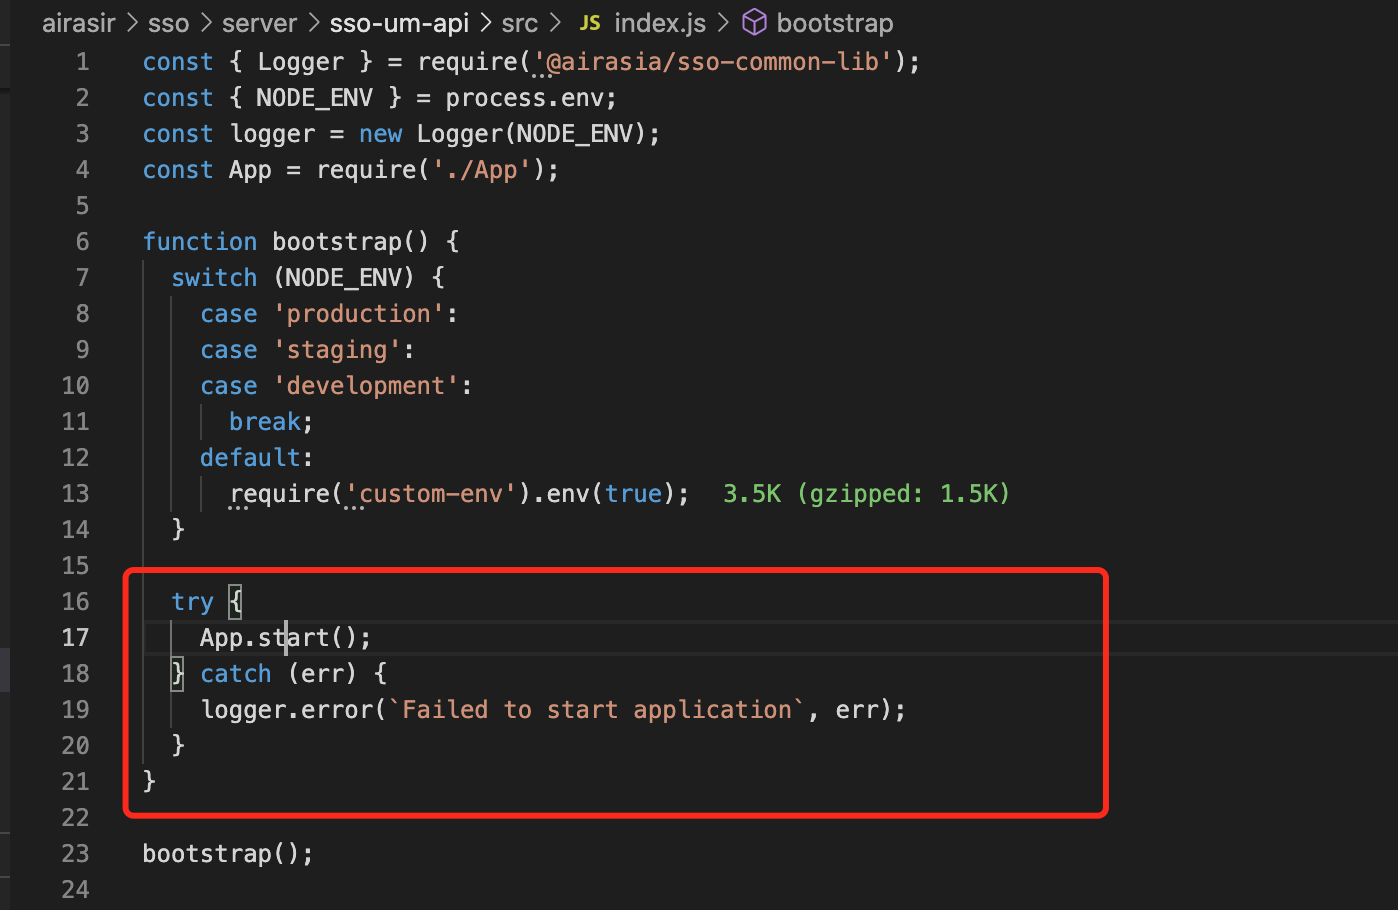 airasir > sso > server > sso-um-api > src > JS index.js > bootstrap
1 const { Logger } = require('@airasia/sso-common-lib');
2 const { NODE_ENV } = process.env;
3 const logger = new Logger(NODE_ENV);
4 const App = require('./App');
5
6 function bootstrap() {
7 switch (NODE_ENV) {
8 case 'production':
9 case 'staging':
10 case 'development':
11 break;
12 default:
13 require('custom-env').env(true); 3.5K (gzipped: 1.5K)
14 }
15
16 try {
17 App.start();
18 } catch (err) {
19 logger.error(`Failed to start application`, err);
20 }
21 }
22
23 bootstrap();
24